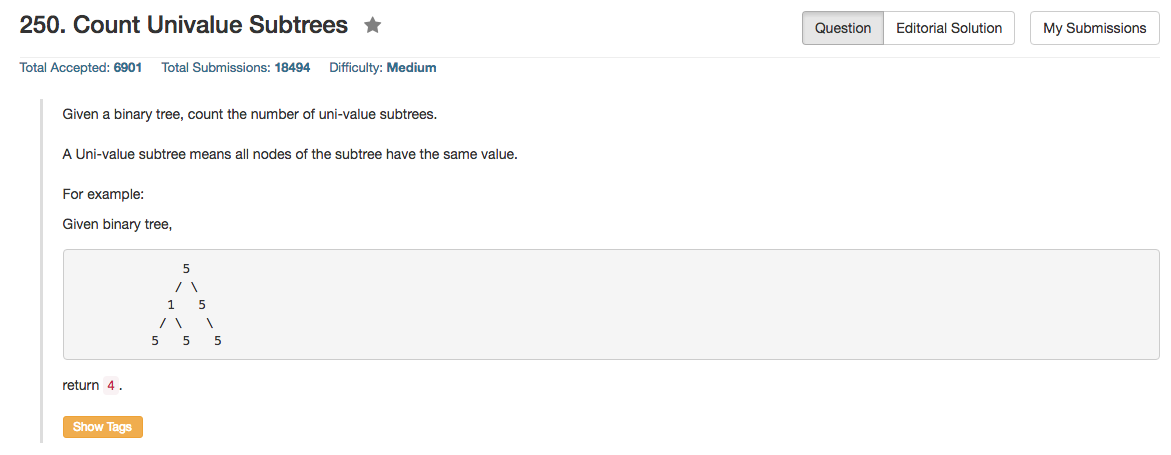 250. Count Univalue Subtrees ★
Question Editorial Solution My Submissions
Total Accepted: 6901 Total Submissions: 18494 Difficulty: Medium
Given a binary tree, count the number of uni-value subtrees.
A Uni-value subtree means all nodes of the subtree have the same value.
For example:
Given binary tree,
5
/ \
1 5
/ \ \
5 5 5
return 4.
Show Tags